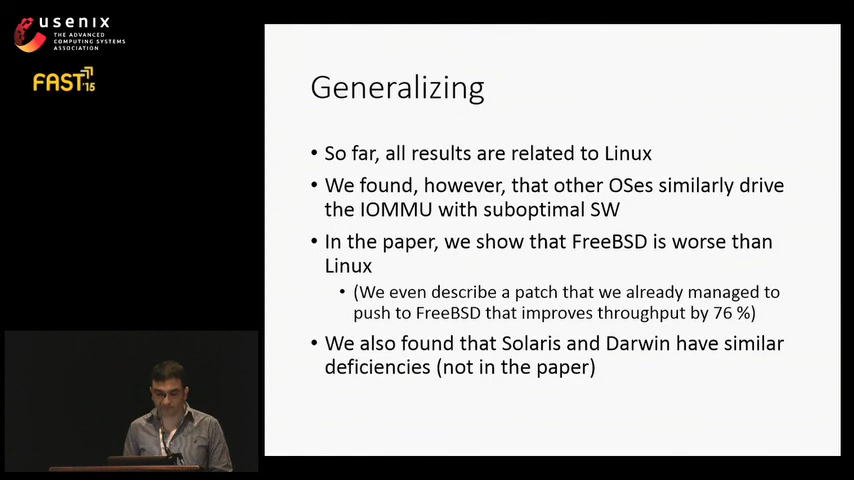 usenix
THE ADVANCED
COMPUTING SYSTEMS
ASSOCIATION
FAST '15
Generalizing
• So far, all results are related to Linux
• We found, however, that other OSes similarly drive
the IOMMU with suboptimal SW
• In the paper, we show that FreeBSD is worse than
Linux
• (We even describe a patch that we already managed to
push to FreeBSD that improves throughput by 76 %)
• We also found that Solaris and Darwin have similar
deficiencies (not in the paper)